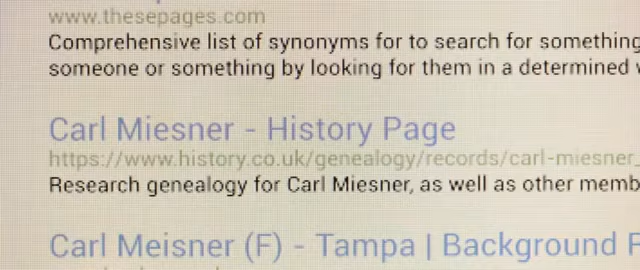 www.thesepages.com
Comprehensive list of synonyms for to search for something
someone or something by looking for them in a determined
Carl Miesner - History Page
https://www.history.co.uk/genealogy/records/carl-miesner_
Research genealogy for Carl Miesner, as well as other memb
Carl Meisner (F) - Tampa | Background